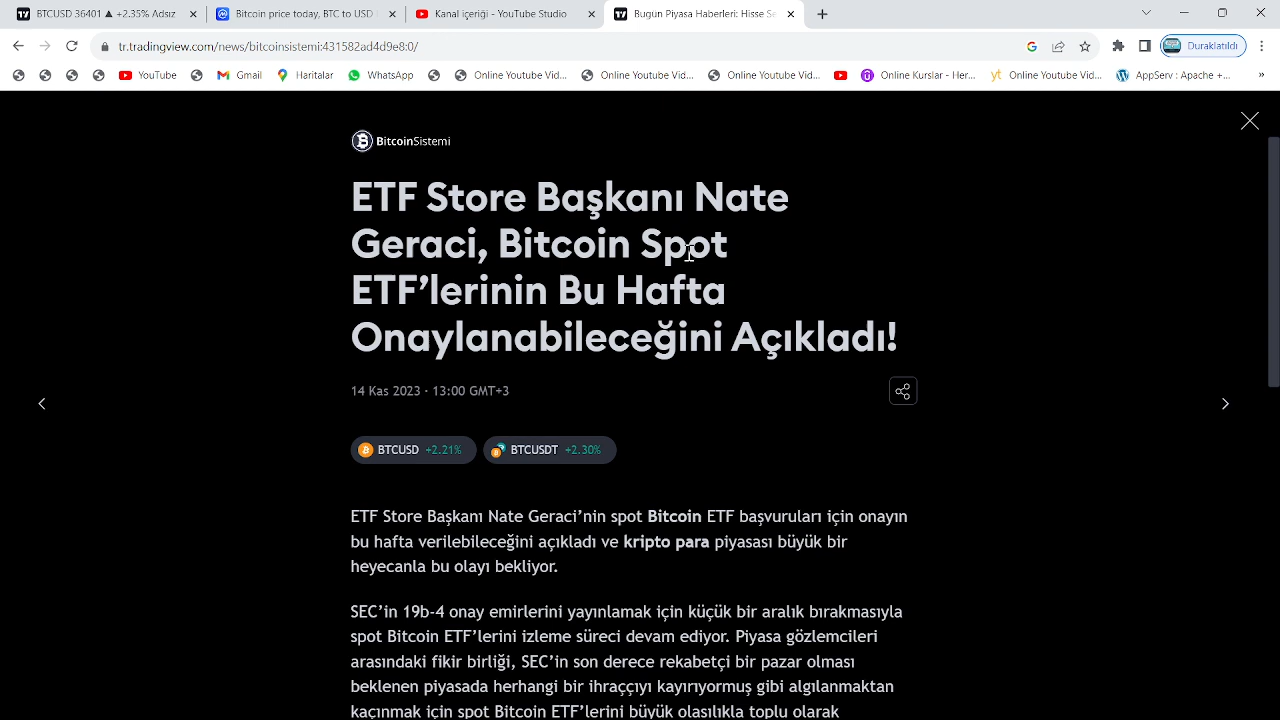 BTCUSD 36401 ▲ +2.35% Adsız
Bitcoin price today, BTC to USD
Kanal içeriği - YouTube Studio
Bugün Piyasa Haberleri: Hisse Se
tr.tradingview.com/news/bitcoinsistemi:431582ad4d9e8:0/
Duraklatıldı
YouTube
Gmail
Haritalar
WhatsApp
Online Youtube Vid...
Online Youtube Vid...
Online Youtube Vid...
Online Kurslar - Her...
yt Online Youtube Vid...
AppServ : Apache +...
»
BitcoinSistemi
ETF Store Başkanı Nate
Geraci, Bitcoin Spot
ETF’lerinin Bu Hafta
Onaylanabileceğini Açıkladı!
14 Kas 2023 · 13:00 GMT+3
BTCUSD +2.21%
BTCUSDT +2.30%
ETF Store Başkanı Nate Geraci’nin spot Bitcoin ETF başvuruları için onayın
bu hafta verilebileceğini açıkladı ve kripto para piyasası büyük bir
heyecanla bu olayı bekliyor.
SEC’in 19b-4 onay emirlerini yayınlamak için küçük bir aralık bırakmasıyla
spot Bitcoin ETF’lerini izleme süreci devam ediyor. Piyasa gözlemcileri
arasındaki fikir birliği, SEC’in son derece rekabetçi bir pazar olması
beklenen piyasada herhangi bir ihraççıyı kayırıyormuş gibi algılanmaktan
kaçınmak için spot Bitcoin ETF’lerini büyük olasılıkla toplu olarak